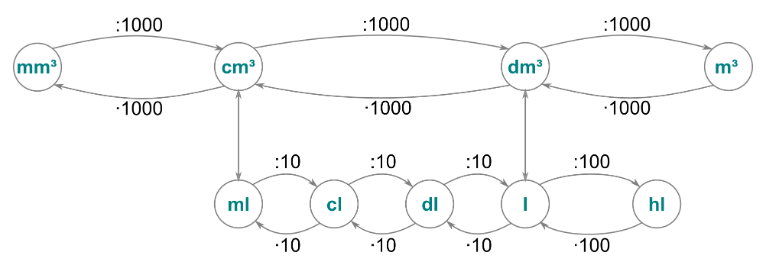 :1000 :1000 :1000
mm³ cm³ dm³ m³
·1000 ·1000 ·1000
:10 :10 :10 :100
ml cl dl l hl
·10 ·10 ·10 ·100